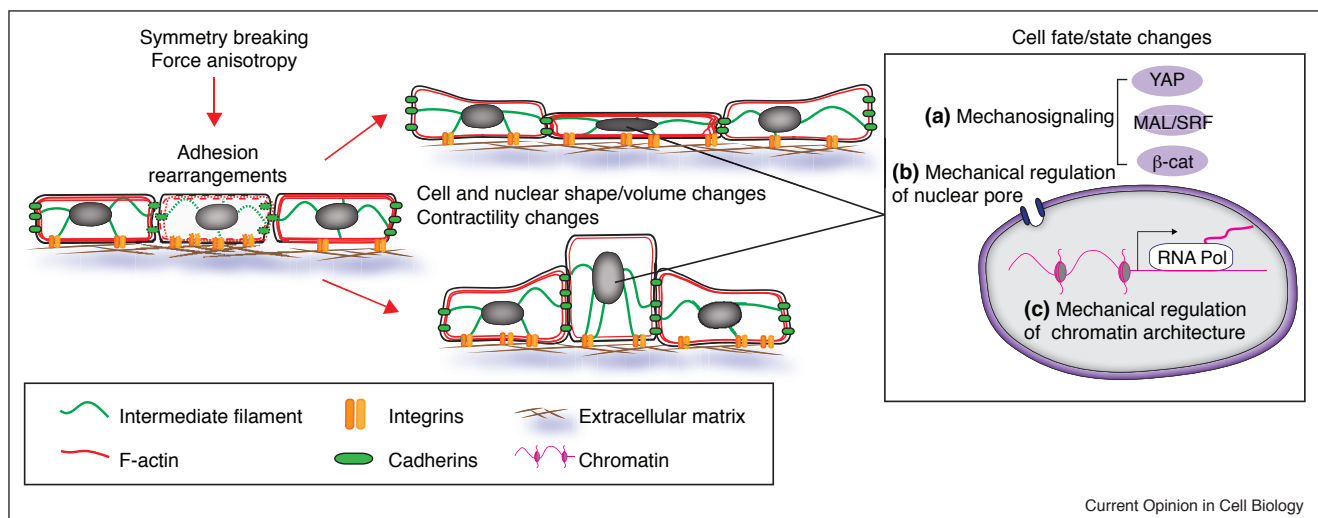 Symmetry breaking
Force anisotropy
Adhesion
rearrangements
Cell and nuclear shape/volume changes
Contractility changes
Cell fate/state changes
(a) Mechanosignaling
YAP
MAL/SRF
β-cat
(b) Mechanical regulation
of nuclear pore
RNA Pol
(c) Mechanical regulation
of chromatin architecture
Intermediate filament
Integrins
Extracellular matrix
F-actin
Cadherins
Chromatin
Current Opinion in Cell Biology